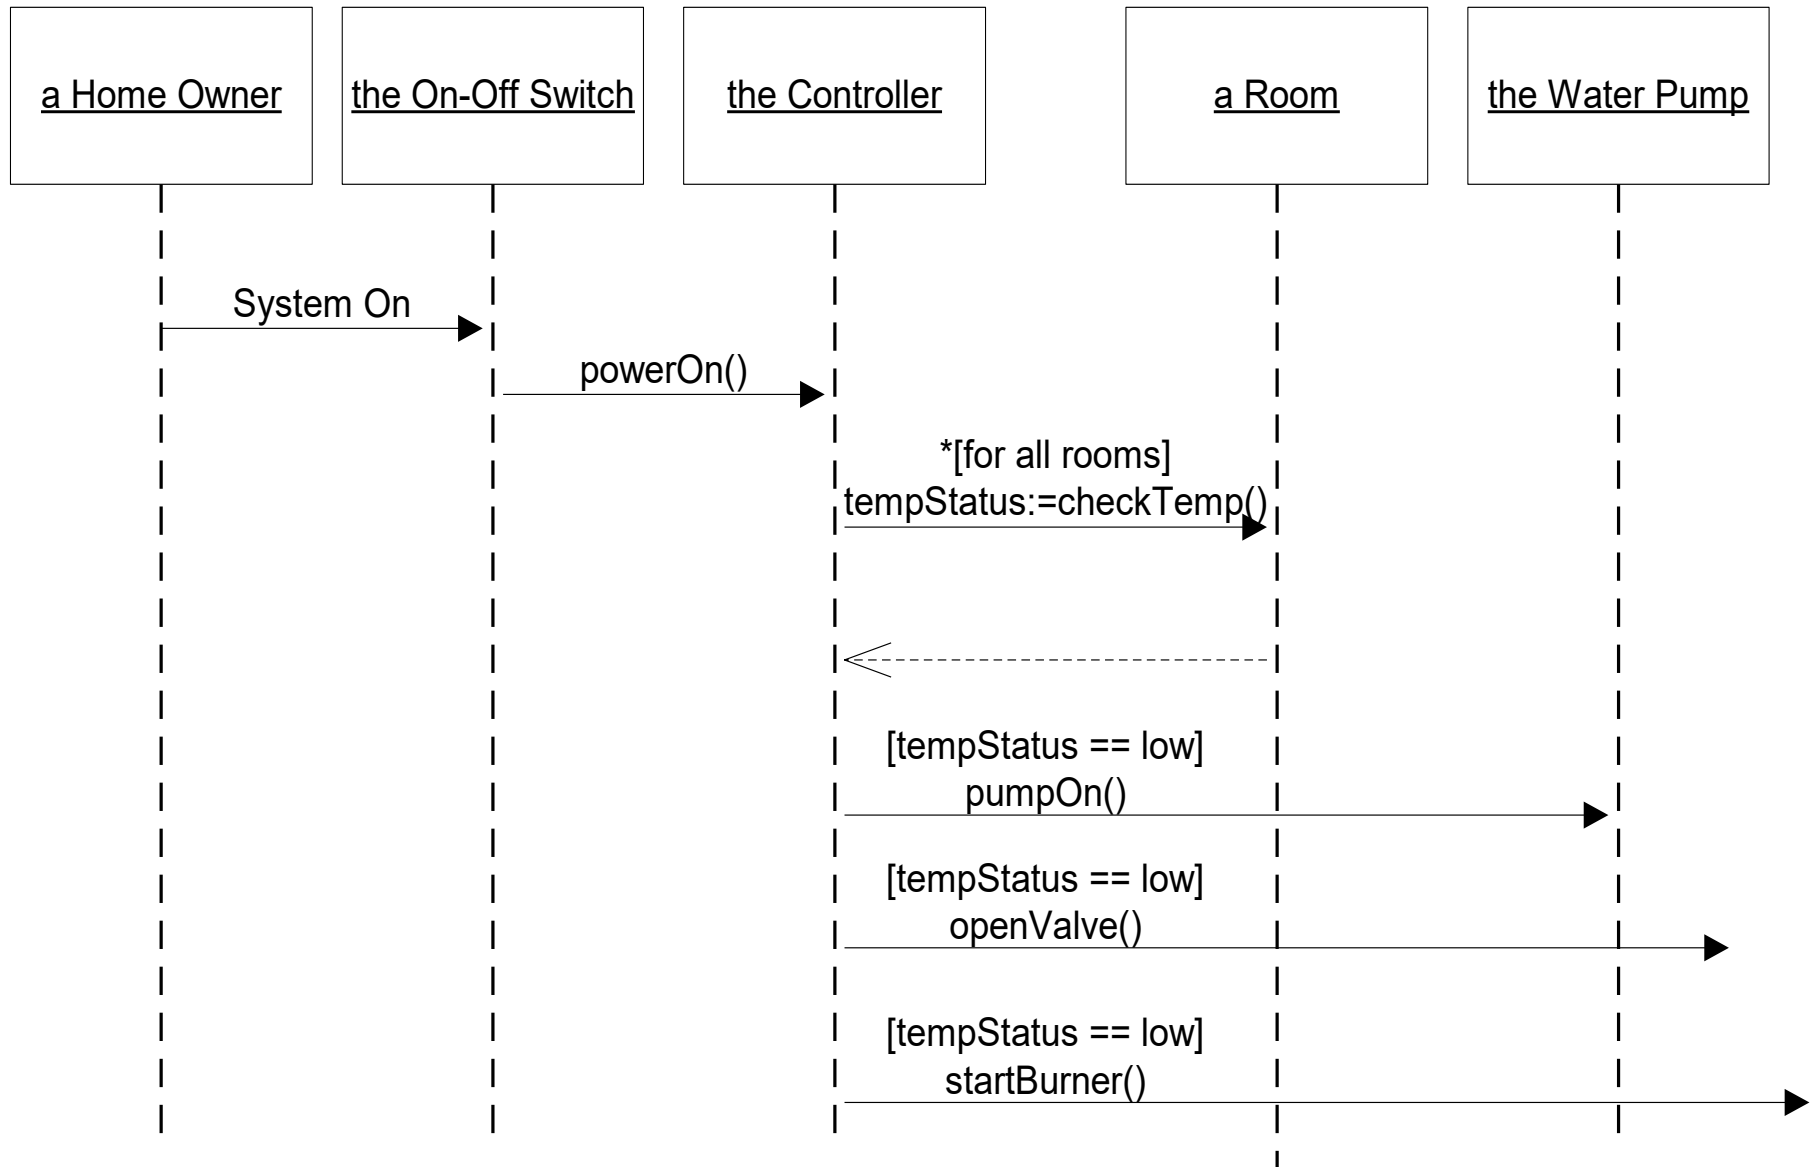 a Home Owner
the On-Off Switch
the Controller
a Room
the Water Pump
System On
powerOn()
*[for all rooms]
tempStatus:=checkTemp()
[tempStatus == low]
pumpOn()
[tempStatus == low]
openValve()
[tempStatus == low]
startBurner()